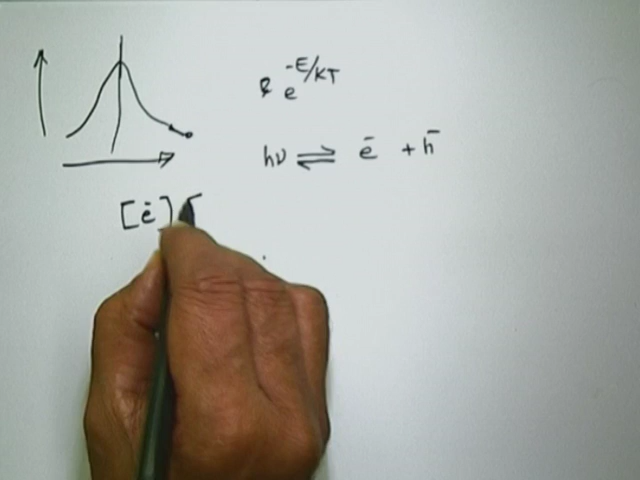 e^{-E/KT}
hν ⇌ e⁻ + h⁻
[e⁻] [